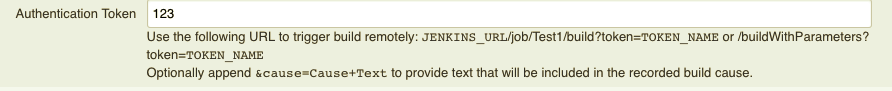 Authentication Token 123
Use the following URL to trigger build remotely: JENKINS_URL/job/Test1/build?token=TOKEN_NAME or /buildWithParameters?
token=TOKEN_NAME
Optionally append &cause=Cause+Text to provide text that will be included in the recorded build cause.